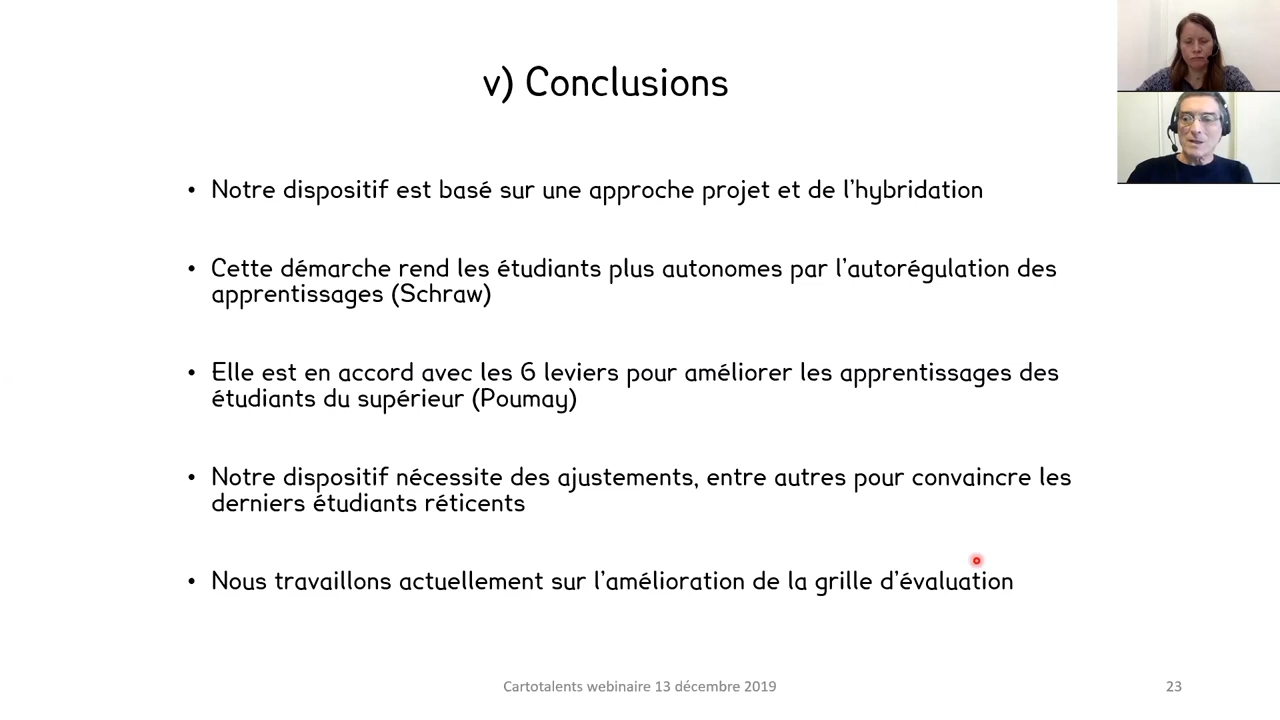 v) Conclusions
• Notre dispositif est basé sur une approche projet et de l'hybridation
• Cette démarche rend les étudiants plus autonomes par l'autorégulation des
apprentissages (Schraw)
• Elle est en accord avec les 6 leviers pour améliorer les apprentissages des
étudiants du supérieur (Poumay)
• Notre dispositif nécessite des ajustements, entre autres pour convaincre les
derniers étudiants réticents
• Nous travaillons actuellement sur l'amélioration de la grille d'évaluation
Cartotalents webinaire 13 décembre 2019
23